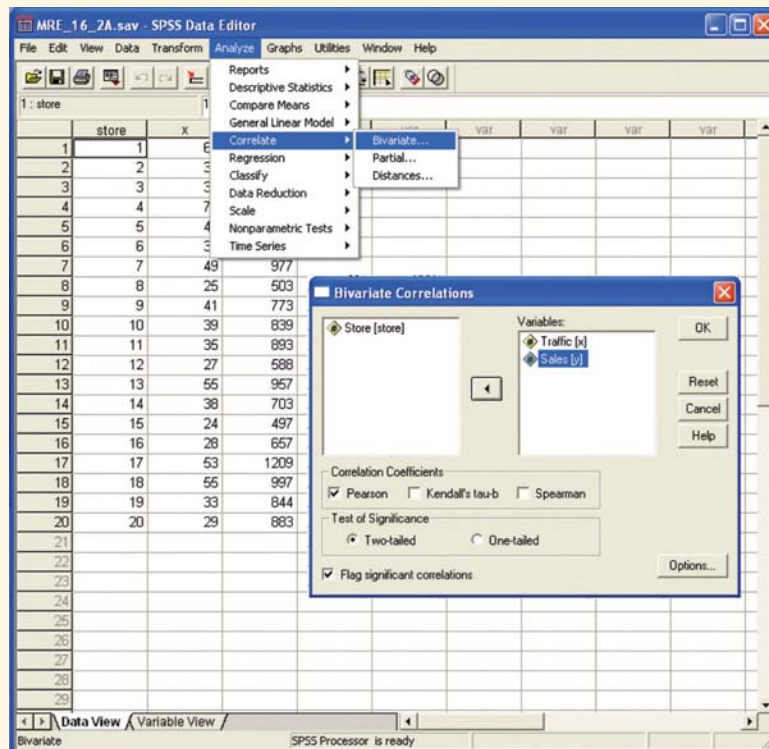 MRE_16_2A.sav - SPSS Data Editor
File Edit View Data Transform Analyze Graphs Utilities Window Help
1 : store 1
Reports
Descriptive Statistics
Compare Means
General Linear Model
Correlate
Regression
Classify
Data Reduction
Scale
Nonparametric Tests
Time Series
Bivariate...
Partial...
Distances...
store x var var var var
1 1
2 2 3
3 3 3
4 4 7
5 5 4
6 6 3
7 7 49 977
8 8 25 503
9 9 41 773
10 10 39 839
11 11 35 893
12 12 27 588
13 13 55 957
14 14 38 703
15 15 24 497
16 16 28 657
17 17 53 1209
18 18 55 997
19 19 33 844
20 20 29 883
21
22
23
24
25
26
27
28
29
Bivariate Correlations
Store [store]
Variables:
Traffic [x]
Sales [y]
OK
Reset
Cancel
Help
Correlation Coefficients
Pearson Kendall's tau-b Spearman
Test of Significance
Two-tailed One-tailed
Flag significant correlations
Options...
Data View Variable View
Bivariate SPSS Processor is ready